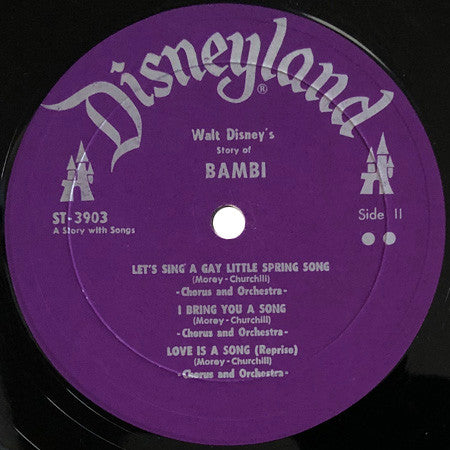 Disneyland®
Walt Disney's
Story of
BAMBI
ST-3903
A Story with Songs
Side II
LET'S SING A GAY LITTLE SPRING SONG
(Morey-Churchill)
-Chorus and Orchestra-
I BRING YOU A SONG
(Morey-Churchill)
-Chorus and Orchestra-
LOVE IS A SONG (Reprise)
(Morey-Churchill)
-Chorus and Orchestra-